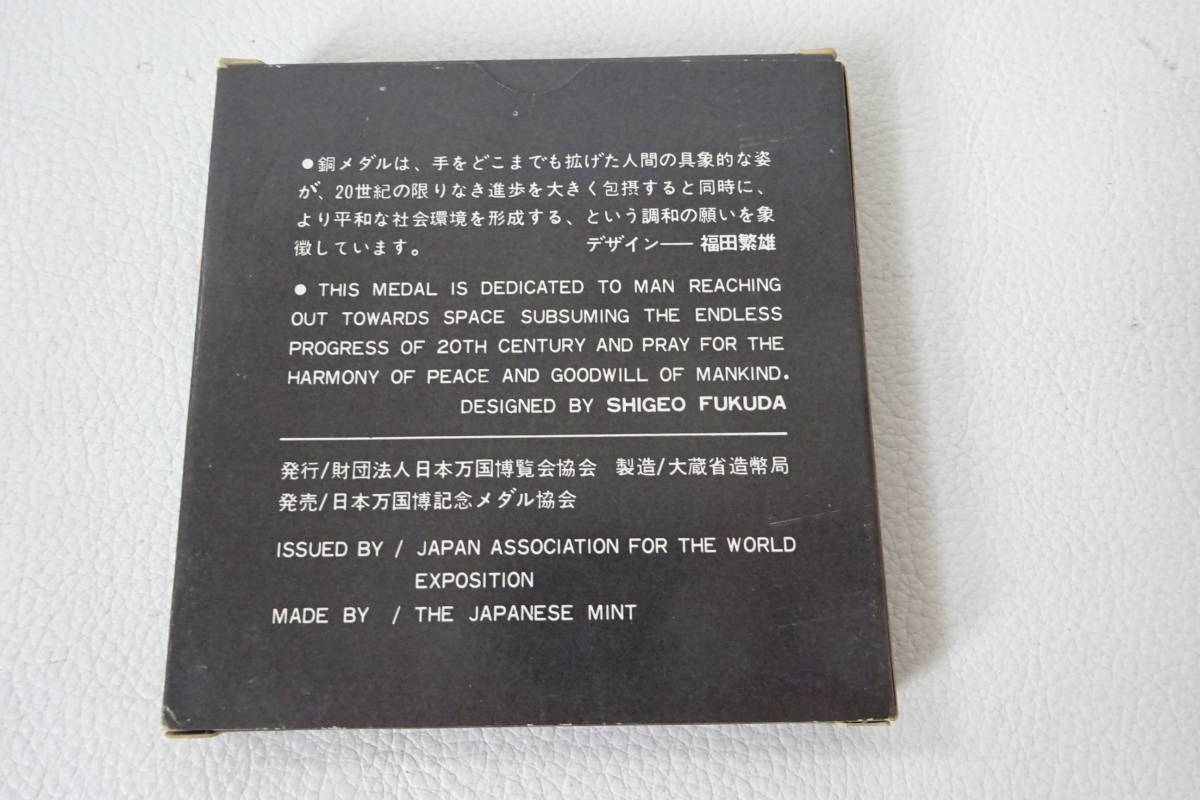 ●銅メダルは、手をどこまでも拡げた人間の具象的な姿
が、20世紀の限りなき進歩を大きく包摂すると同時に、
より平和な社会環境を形成する、という調和の願いを象
徴しています。 デザイン── 福田繁雄
● THIS MEDAL IS DEDICATED TO MAN REACHING
OUT TOWARDS SPACE SUBSUMING THE ENDLESS
PROGRESS OF 20TH CENTURY AND PRAY FOR THE
HARMONY OF PEACE AND GOODWILL OF MANKIND.
DESIGNED BY SHIGEO FUKUDA
発行/財団法人日本万国博覧会協会 製造/大蔵省造幣局
発売/日本万国博記念メダル協会
ISSUED BY / JAPAN ASSOCIATION FOR THE WORLD
EXPOSITION
MADE BY / THE JAPANESE MINT